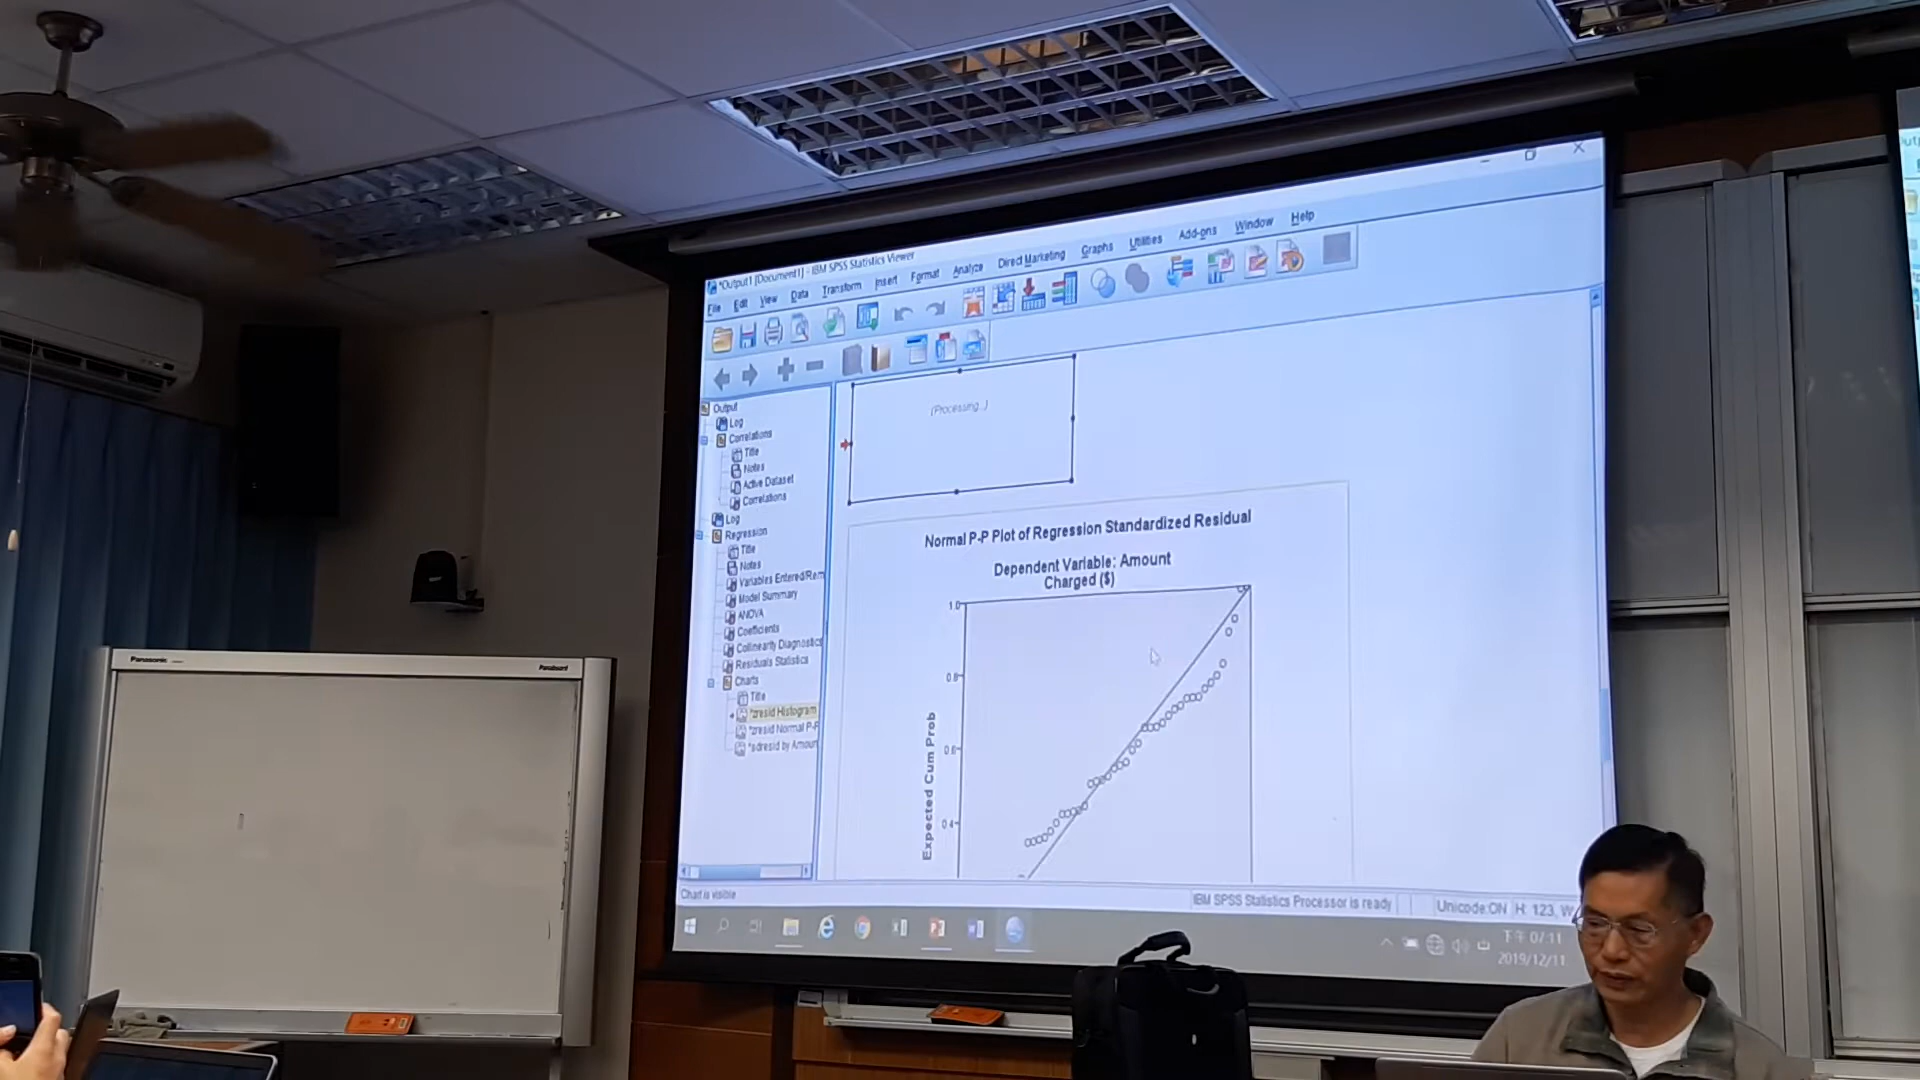 *Output1 [Document1] - IBM SPSS Statistics Viewer
File Edit View Data Transform Insert Format Analyze Direct Marketing Graphs Utilities Add-ons Window Help
Output
Log
Correlations
Title
Notes
Active Dataset
Correlations
Log
Regression
Title
Notes
Variables Entered/Rem
Model Summary
ANOVA
Coefficients
Collinearity Diagnostics
Residuals Statistics
Charts
Title
*zresid Histogram
*zresid Normal P-P
*sdresid by Amoun
(Processing...)
Normal P-P Plot of Regression Standardized Residual
Dependent Variable: Amount
Charged ($)
1.0
0.8
0.6
0.4
Expected Cum Prob
Chart is visible
IBM SPSS Statistics Processor is ready
Unicode:ON H: 123, W
下午 07:11
2019/12/11
Panasonic
Panaboard